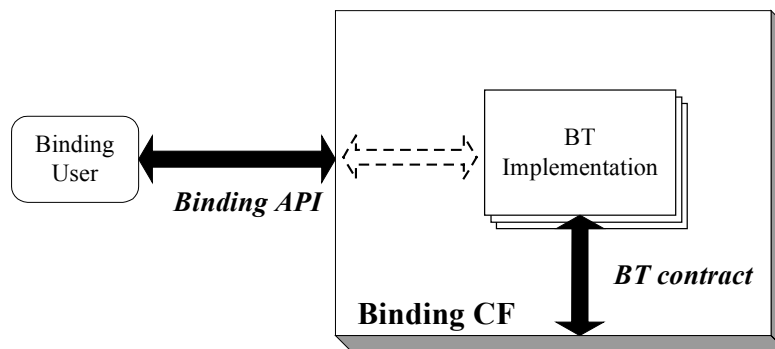 Binding
User
Binding API
BT
Implementation
BT contract
Binding CF